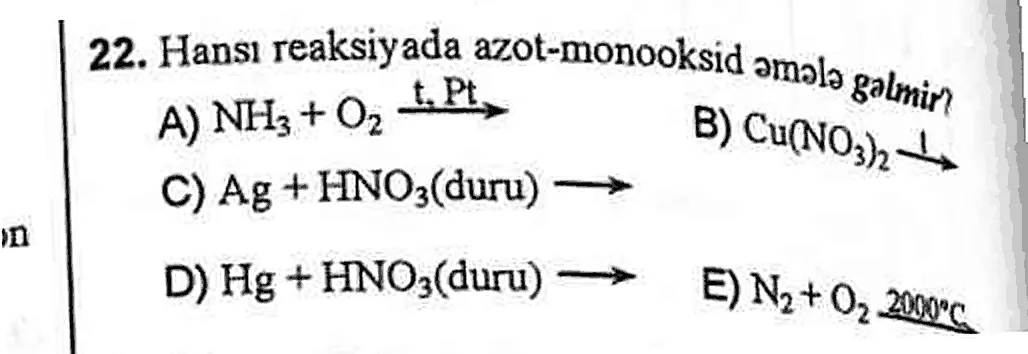 22. Hansı reaksiyada azot-monooksid əmələ gəlmir?
A) NH₃ + O₂ t, Pt→
B) Cu(NO₃)₂ t→
C) Ag + HNO₃(duru) →
ən
D) Hg + HNO₃(duru) →
E) N₂ + O₂ 2000°C